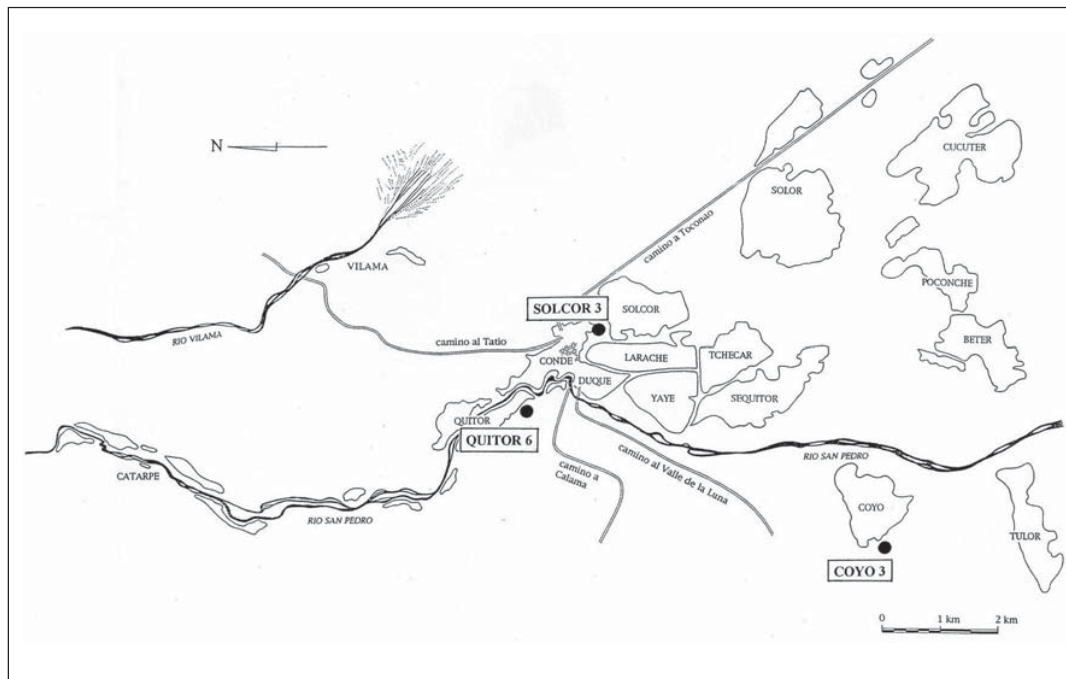 CUCUTER
N
SOLOR
camino a Toconao
VILAMA
POCONCHE
SOLCOR 3
SOLCOR
RIO VILAMA
camino al Tatio
BETER
LARACHE
TCHECAR
CONDE
DUQUE
YAYE
SEQUITOR
QUITOR
QUITOR 6
RIO SAN PEDRO
camino a
Calama
camino al Valle de la Luna
CATARPE
RIO SAN PEDRO
COYO
TULOR
COYO 3
0 1 km 2 km